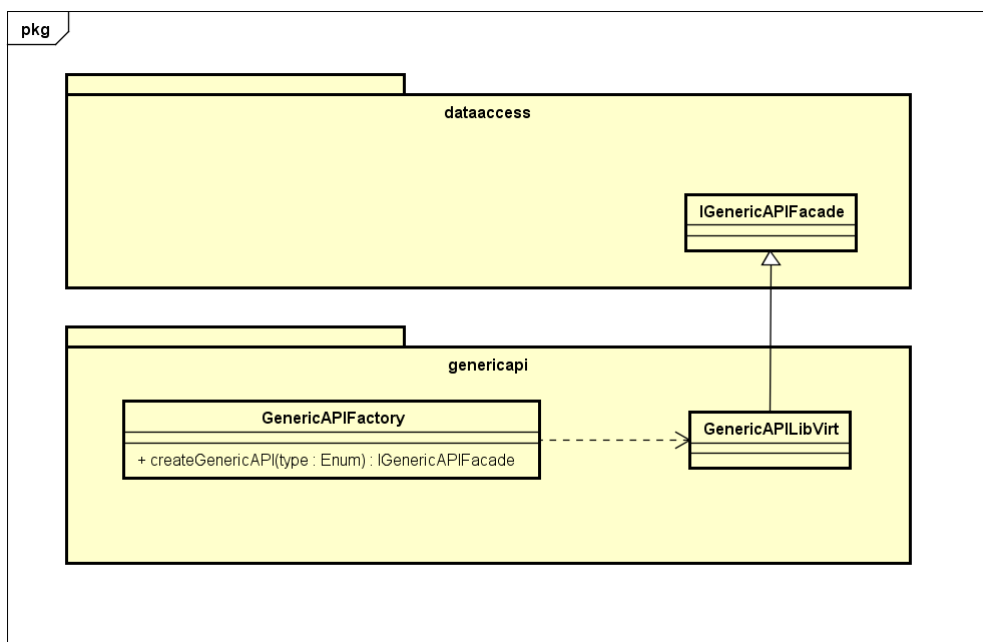 pkg
dataaccess
IGenericAPIFacade
genericapi
GenericAPIFactory
+ createGenericAPI(type : Enum) : IGenericAPIFacade
GenericAPILibVirt